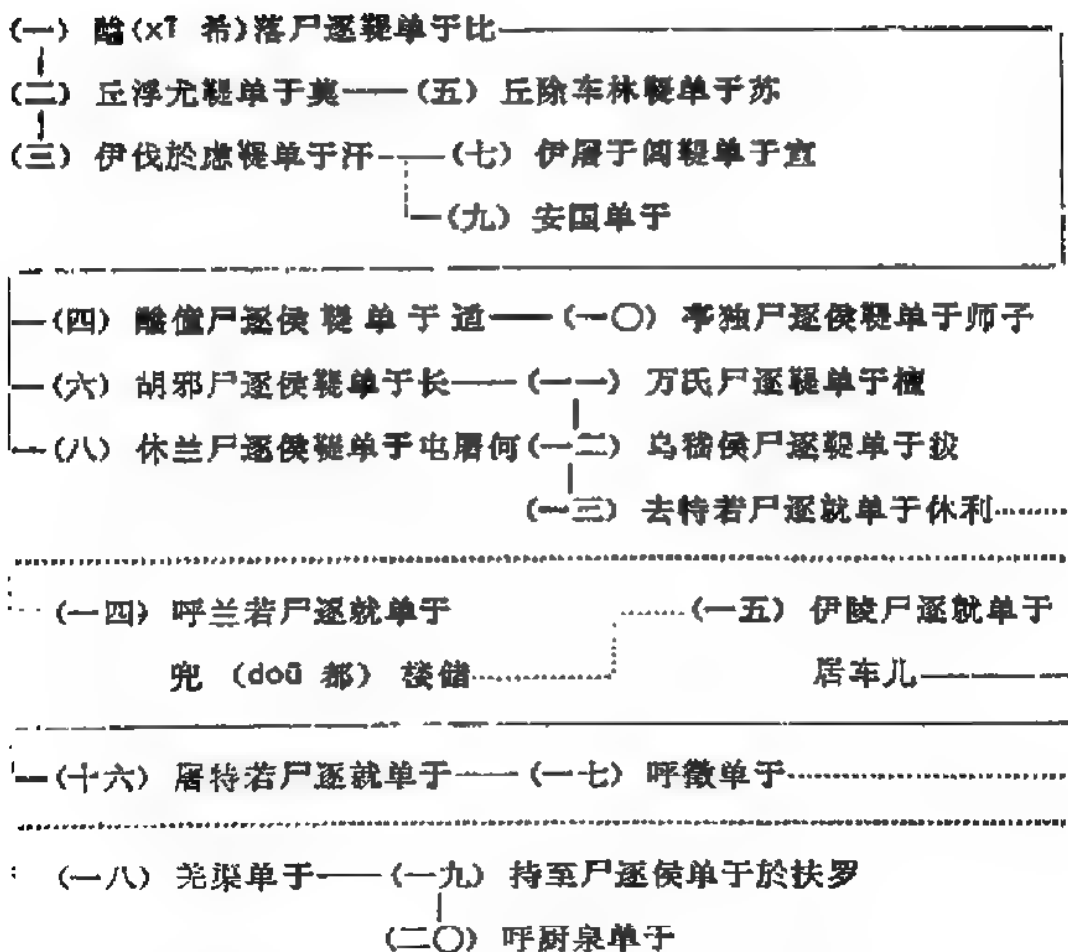 (一) 醢(xī 希)落尸逐鞮单于比
(二) 丘浮尤鞮单于莫——(五) 丘除车林鞮单于苏
(三) 伊伐於虑鞮单于汗——(七) 伊屠于闾鞮单于宣
(九) 安国单于
(四) 醢僮尸逐侯鞮单于适——(一〇) 亭独尸逐侯鞮单于师子
(六) 胡邪尸逐侯鞮单于长——(一一) 万氏尸逐鞮单于檀
(八) 休兰尸逐侯鞮单于屯屠何(一二) 乌稽侯尸逐鞮单于拔
(一三) 去特若尸逐就单于休利
(一四) 呼兰若尸逐就单于 (一五) 伊陵尸逐就单于
兜 (doū 都) 楼储 居车儿
(十六) 屠特若尸逐就单于——(一七) 呼徵单于
(一八) 羌渠单于——(一九) 持至尸逐侯单于於扶罗
(二〇) 呼厨泉单于